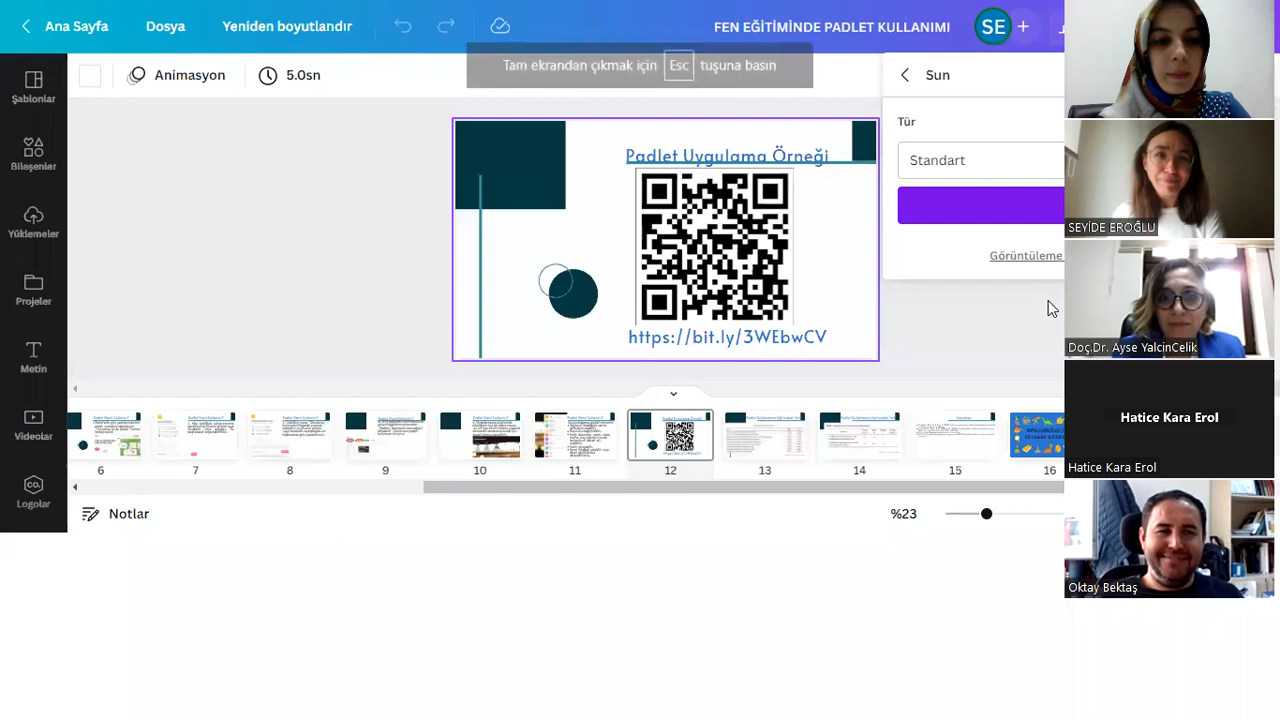 Ana Sayfa
Dosya
Yeniden boyutlandır
FEN EĞİTİMİNDE PADLET KULLANIMI
SE
Tam ekrandan çıkmak için Esc tuşuna basın
Animasyon
5.0sn
Sun
Şablonlar
Bileşenler
Yüklemeler
Projeler
Metin
Videolar
CO.
Logolar
Padlet Uygulama Örneği
https://bit.ly/3WEbwCV
Tür
Standart
Görüntüleme
6
7
8
9
10
11
12
13
14
15
16
Notlar
%23
SEYİDE EROĞLU
Doç.Dr. Ayse YalcinCelik
Hatice Kara Erol
Hatice Kara Erol
Oktay Bektaş